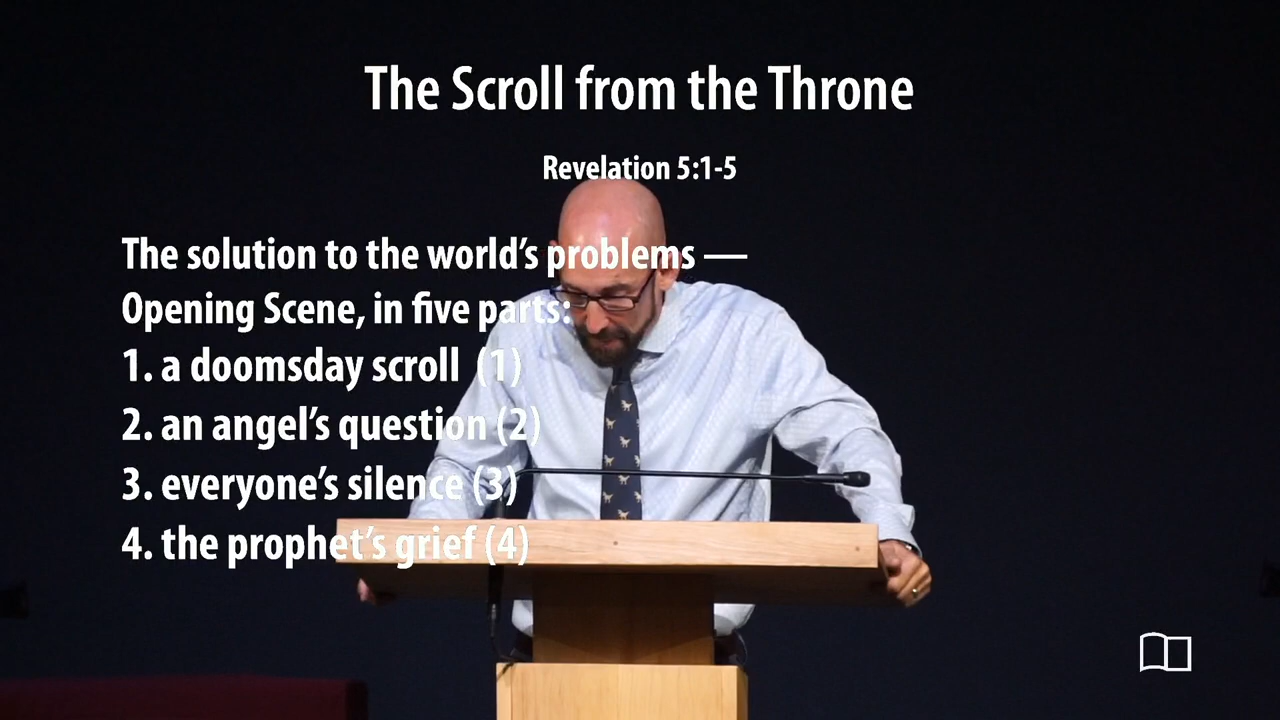 The Scroll from the Throne
Revelation 5:1-5
The solution to the world's problems —
Opening Scene, in five parts:
1. a doomsday scroll (1)
2. an angel's question (2)
3. everyone's silence (3)
4. the prophet's grief (4)